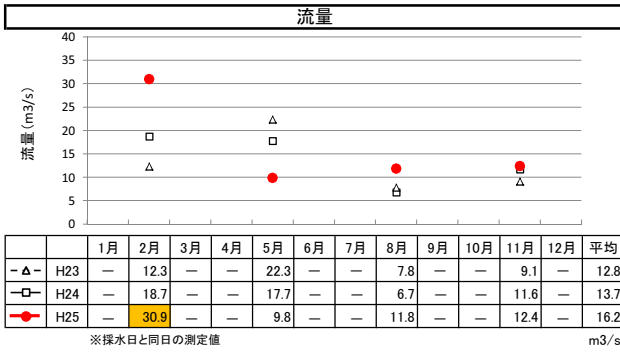 流量
40
35
30
25
20
15
10
5
0
流量(m3/s)
1月 2月 3月 4月 5月 6月 7月 8月 9月 10月 11月 12月 平均
H23 — 12.3 — — 22.3 — — 7.8 — — 9.1 — 12.8
H24 — 18.7 — — 17.7 — — 6.7 — — 11.6 — 13.7
H25 — 30.9 — — 9.8 — — 11.8 — — 12.4 — 16.2
※採水日と同日の測定値 m3/s